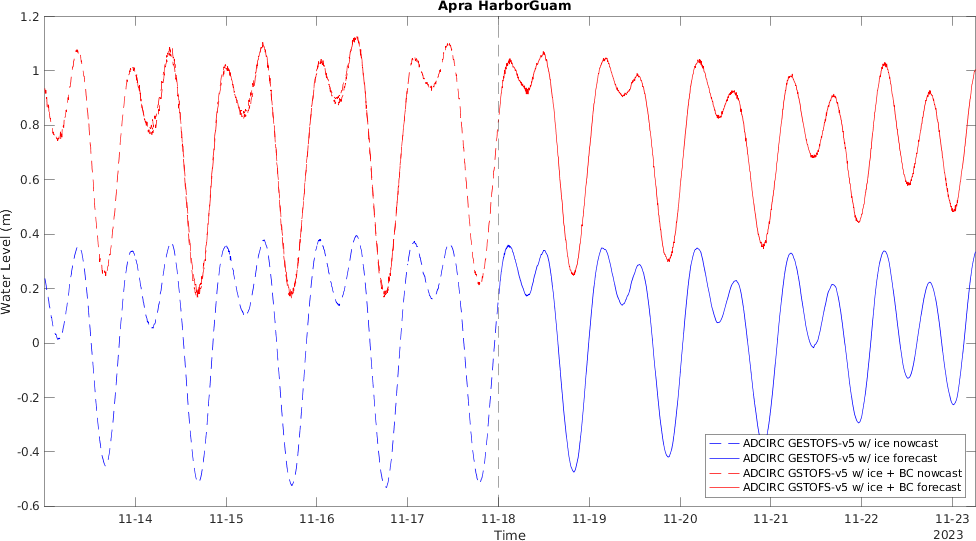 Apra HarborGuam
1.2
1
0.8
0.6
0.4
0.2
0
-0.2
-0.4
-0.6
Water Level (m)
ADCIRC GESTOFS-v5 w/ ice nowcast
ADCIRC GESTOFS-v5 w/ ice forecast
ADCIRC GSTOFS-v5 w/ ice + BC nowcast
ADCIRC GSTOFS-v5 w/ ice + BC forecast
11-14 11-15 11-16 11-17 11-18 11-19 11-20 11-21 11-22 11-23
Time 2023